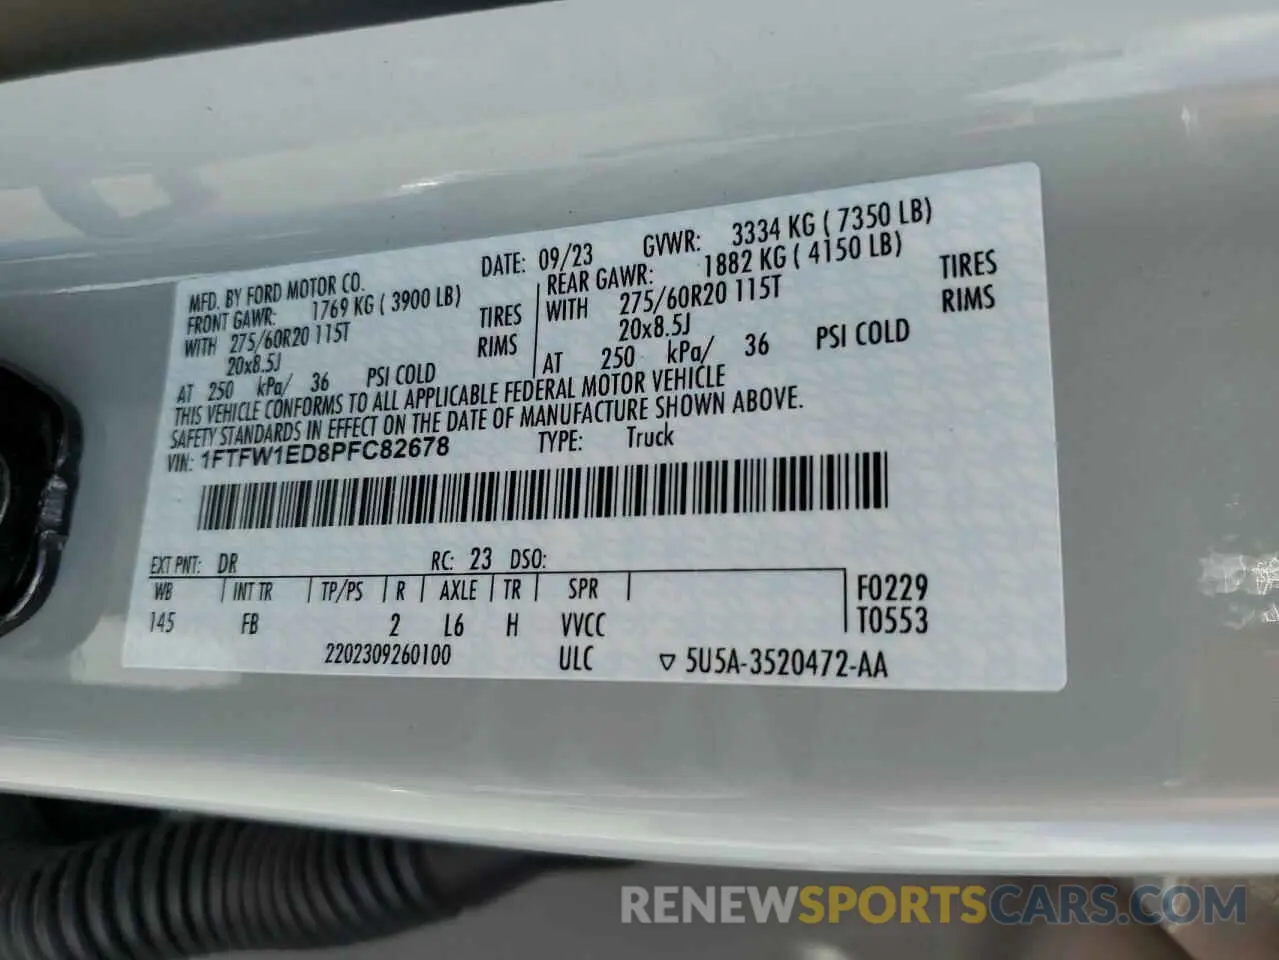 MFD. BY FORD MOTOR CO. DATE: 09/23 GVWR: 3334 KG ( 7350 LB)
FRONT GAWR: 1769 KG ( 3900 LB) REAR GAWR: 1882 KG ( 4150 LB)
WITH 275/60R20 115T TIRES WITH 275/60R20 115T TIRES
20x8.5J RIMS 20x8.5J RIMS
AT 250 kPa/ 36 PSI COLD AT 250 kPa/ 36 PSI COLD
THIS VEHICLE CONFORMS TO ALL APPLICABLE FEDERAL MOTOR VEHICLE
SAFETY STANDARDS IN EFFECT ON THE DATE OF MANUFACTURE SHOWN ABOVE.
VIN: 1FTFW1ED8PFC82678 TYPE: Truck
EXT PNT: DR RC: 23 DSO:
WB INT TR TP/PS R AXLE TR SPR F0229
145 FB 2 L6 H VVCC T0553
2202309260100 ULC ▽ 5U5A-3520472-AA
RENEWSPORTSCARS.COM